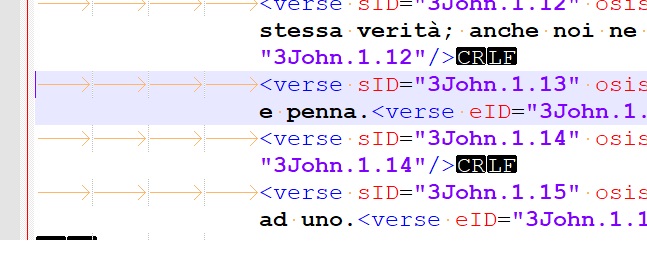 <verse sID="3John.1.12" osis
stessa verità; anche noi ne
"3John.1.12"/>CRLF
<verse sID="3John.1.13" osis
e penna.<verse eID="3John.1.
<verse sID="3John.1.14" osis
"3John.1.14"/>CRLF
<verse sID="3John.1.15" osis
ad uno.<verse eID="3John.1.1